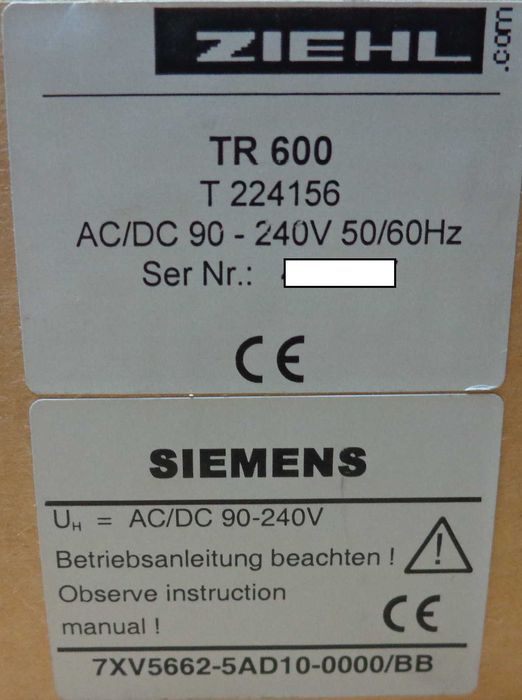 ZIEHL.com
TR 600
T 224156
AC/DC 90 - 240V 50/60Hz
Ser Nr.:
CE
SIEMENS
UH = AC/DC 90-240V
Betriebsanleitung beachten !
Observe instruction
manual !
CE
7XV5662-5AD10-0000/BB